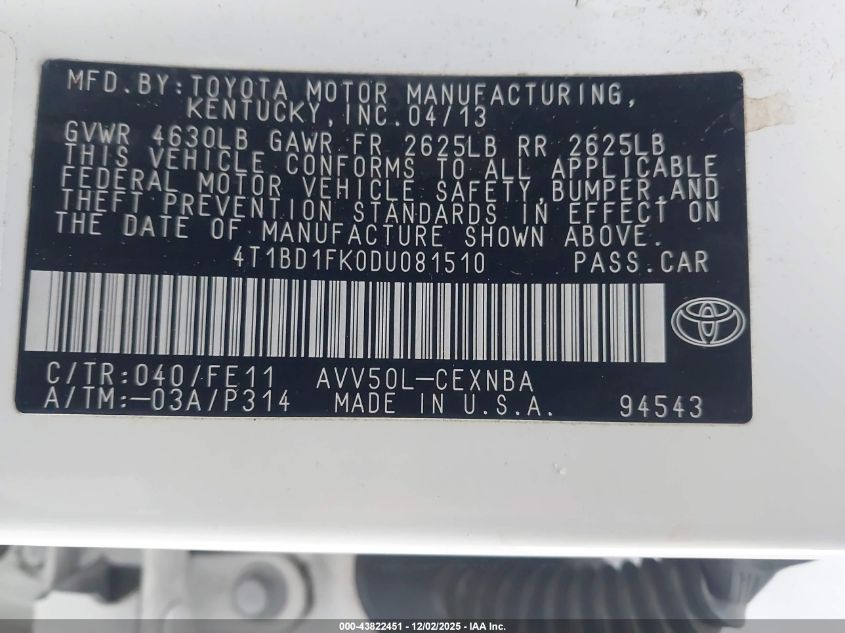 MFD.BY:TOYOTA MOTOR MANUFACTURING,
KENTUCKY,INC.04/13
GVWR 4630LB GAWR FR 2625LB RR 2625LB
THIS VEHICLE CONFORMS TO ALL APPLICABLE
FEDERAL MOTOR VEHICLE SAFETY,BUMPER,AND
THEFT PREVENTION STANDARDS IN EFFECT ON
THE DATE OF MANUFACTURE SHOWN ABOVE.
4T1BD1FK0DU081510 PASS.CAR
C/TR:040/FE11 AVV50L-CEXNBA
A/TM:-03A/P314 MADE IN U.S.A. 94543
000-43822451 - 12/02/2025 - IAA Inc.